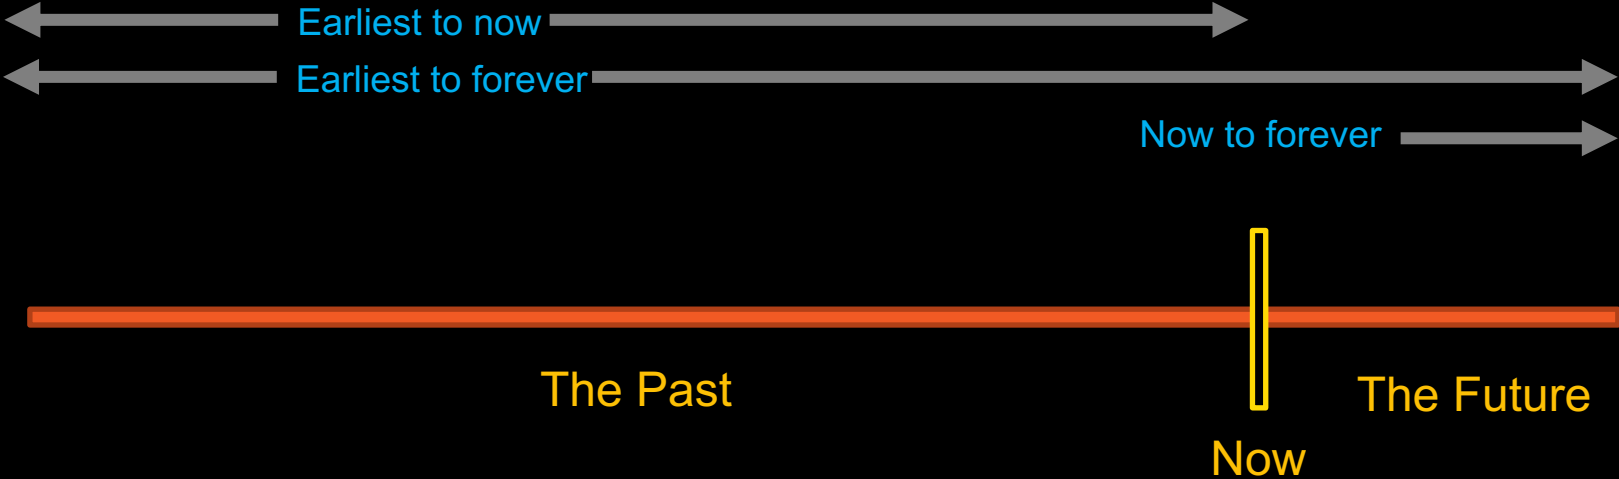 Earliest to now
Earliest to forever
Now to forever
The Past
The Future
Now